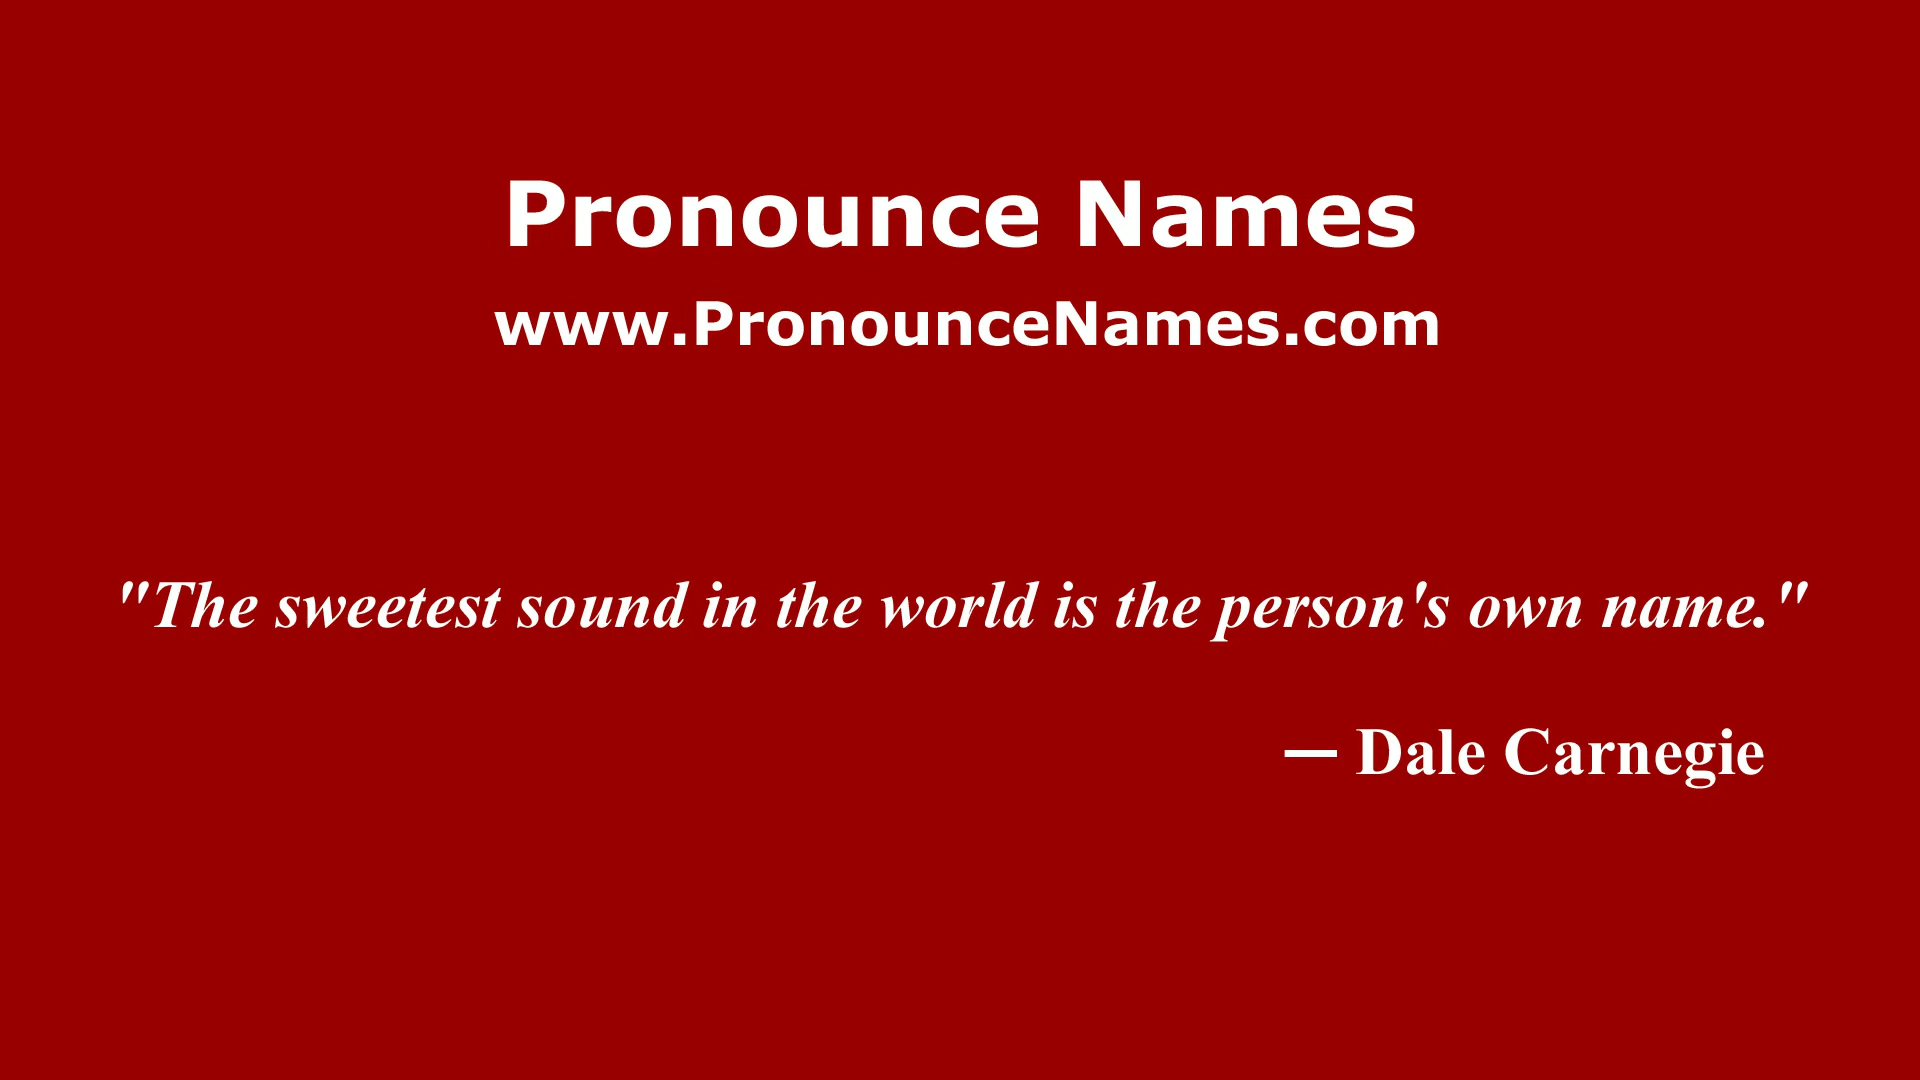 Pronounce Names
www.PronounceNames.com
"The sweetest sound in the world is the person's own name."
— Dale Carnegie